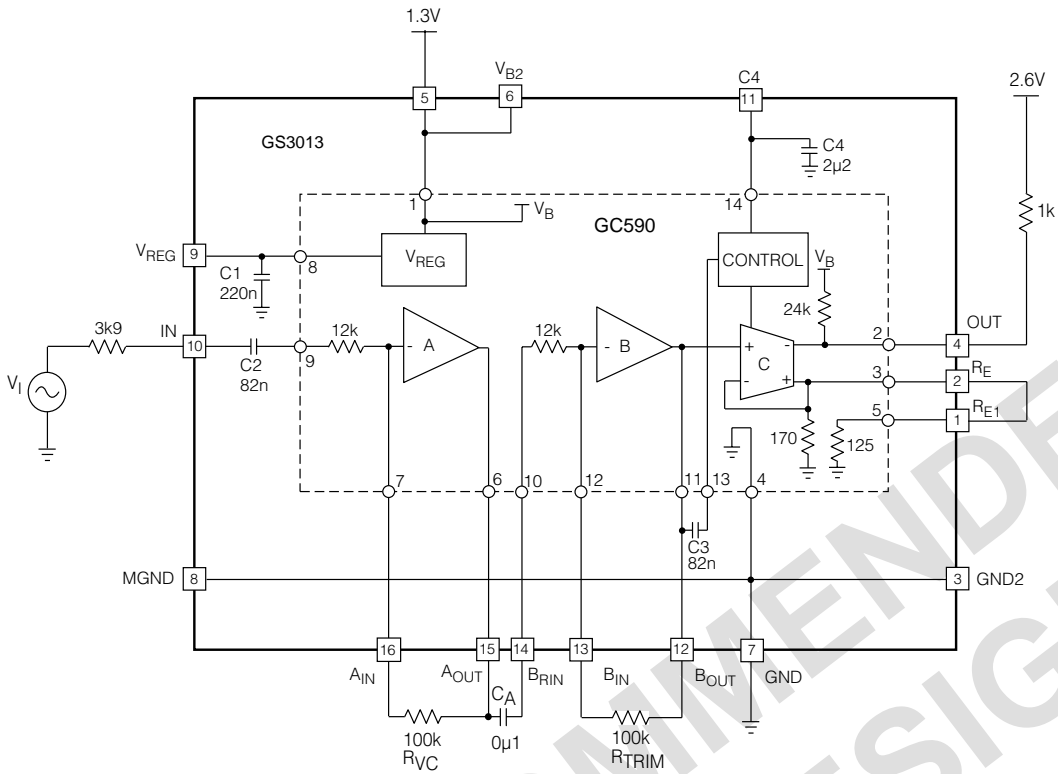 1.3V
VB2
C4
2.6V
5
6
11
GS3013
C4
2µ2
1
VB
14
GC590
1k
VREG
9
C1
220n
8
VREG
CONTROL
VB
24k
3k9
IN
10
C2
82n
9
12k
- A
12k
- B
+ -
C
- +
2
OUT
4
3
RE
2
5
RE1
1
VI
170
125
7
6
10
12
11
13
4
C3
82n
MGND
8
3
GND2
16
15
14
13
12
7
AIN
AOUT
BRIN
BIN
BOUT
GND
CA
100k
0µ1
100k
RVC
RTRIM
MMENDE
ESIG